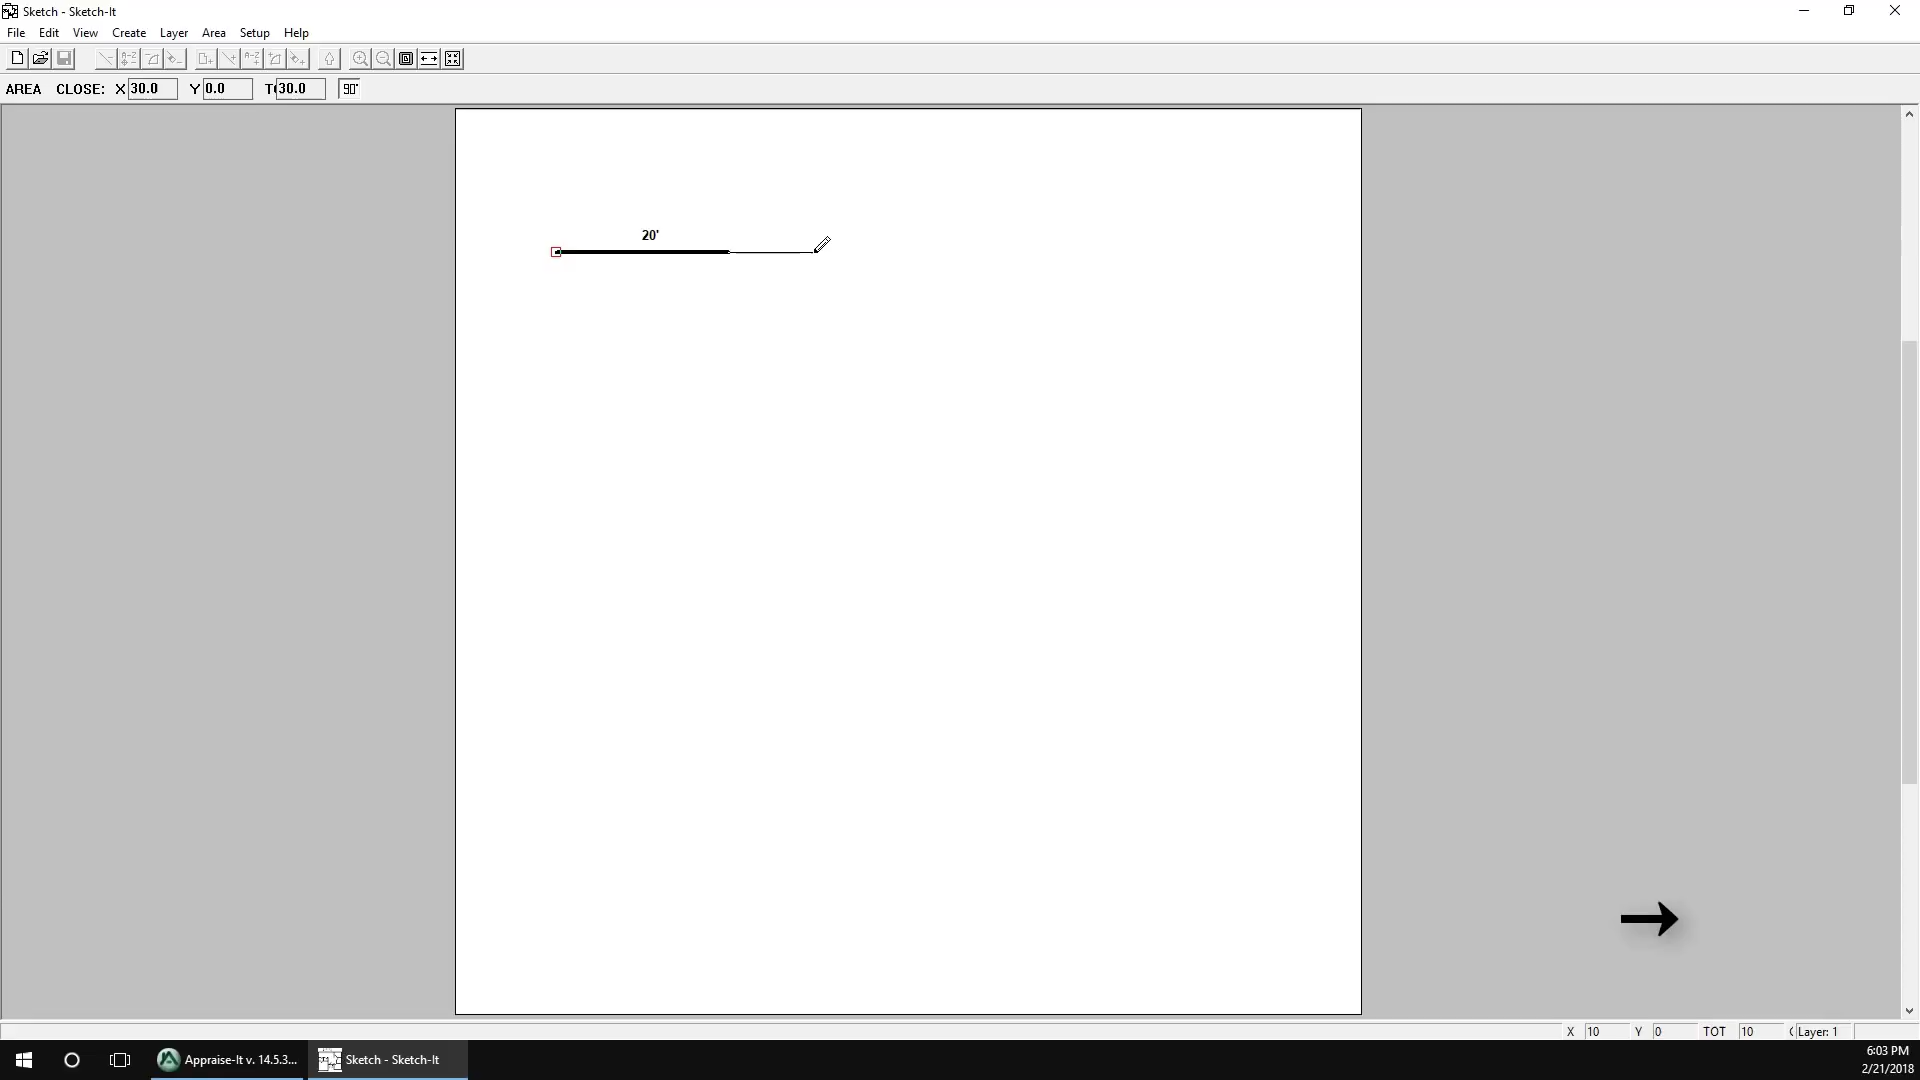 Sketch - Sketch-It
File Edit View Create Layer Area Setup Help
AREA CLOSE: X 30.0 Y 0.0 T( 30.0 90°
20'
X 10 Y 0 TOT 10 ( Layer: 1
Appraise-It v. 14.5.3... Sketch - Sketch-It 6:03 PM
2/21/2018